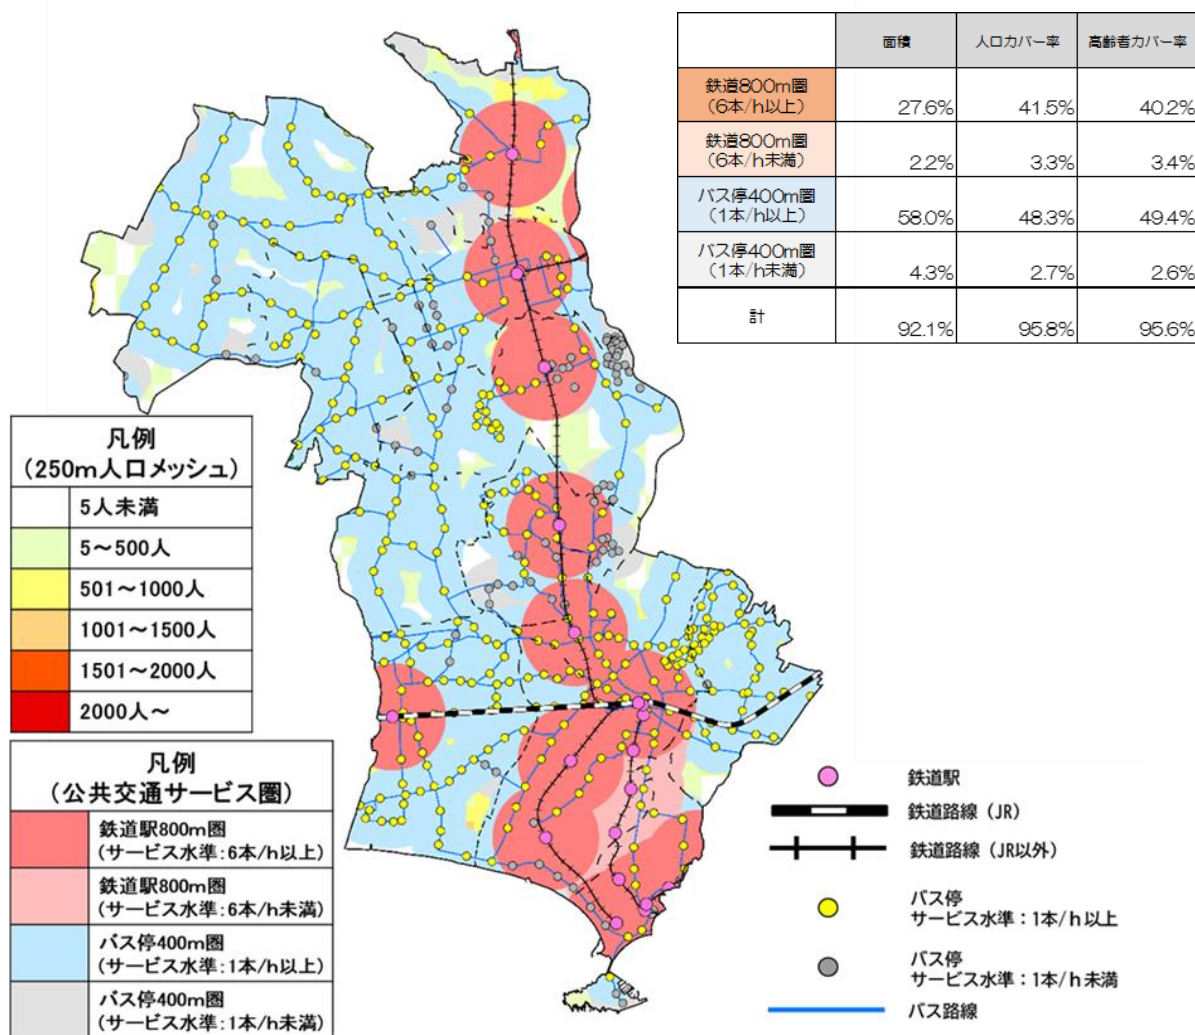 面積 人口カバー率 高齢者カバー率
鉄道800m圏
(6本/h以上)
27.6% 41.5% 40.2%
鉄道800m圏
(6本/h未満)
2.2% 3.3% 3.4%
バス停400m圏
(1本/h以上)
58.0% 48.3% 49.4%
バス停400m圏
(1本/h未満)
4.3% 2.7% 2.6%
計
92.1% 95.8% 95.6%
凡例
(250m人口メッシュ)
5人未満
5~500人
501~1000人
1001~1500人
1501~2000人
2000人~
凡例
(公共交通サービス圏)
鉄道駅800m圏
(サービス水準:6本/h以上)
鉄道駅800m圏
(サービス水準:6本/h未満)
バス停400m圏
(サービス水準:1本/h以上)
バス停400m圏
(サービス水準:1本/h未満)
鉄道駅
鉄道路線(JR)
鉄道路線(JR以外)
バス停
サービス水準:1本/h以上
バス停
サービス水準:1本/h未満
バス路線